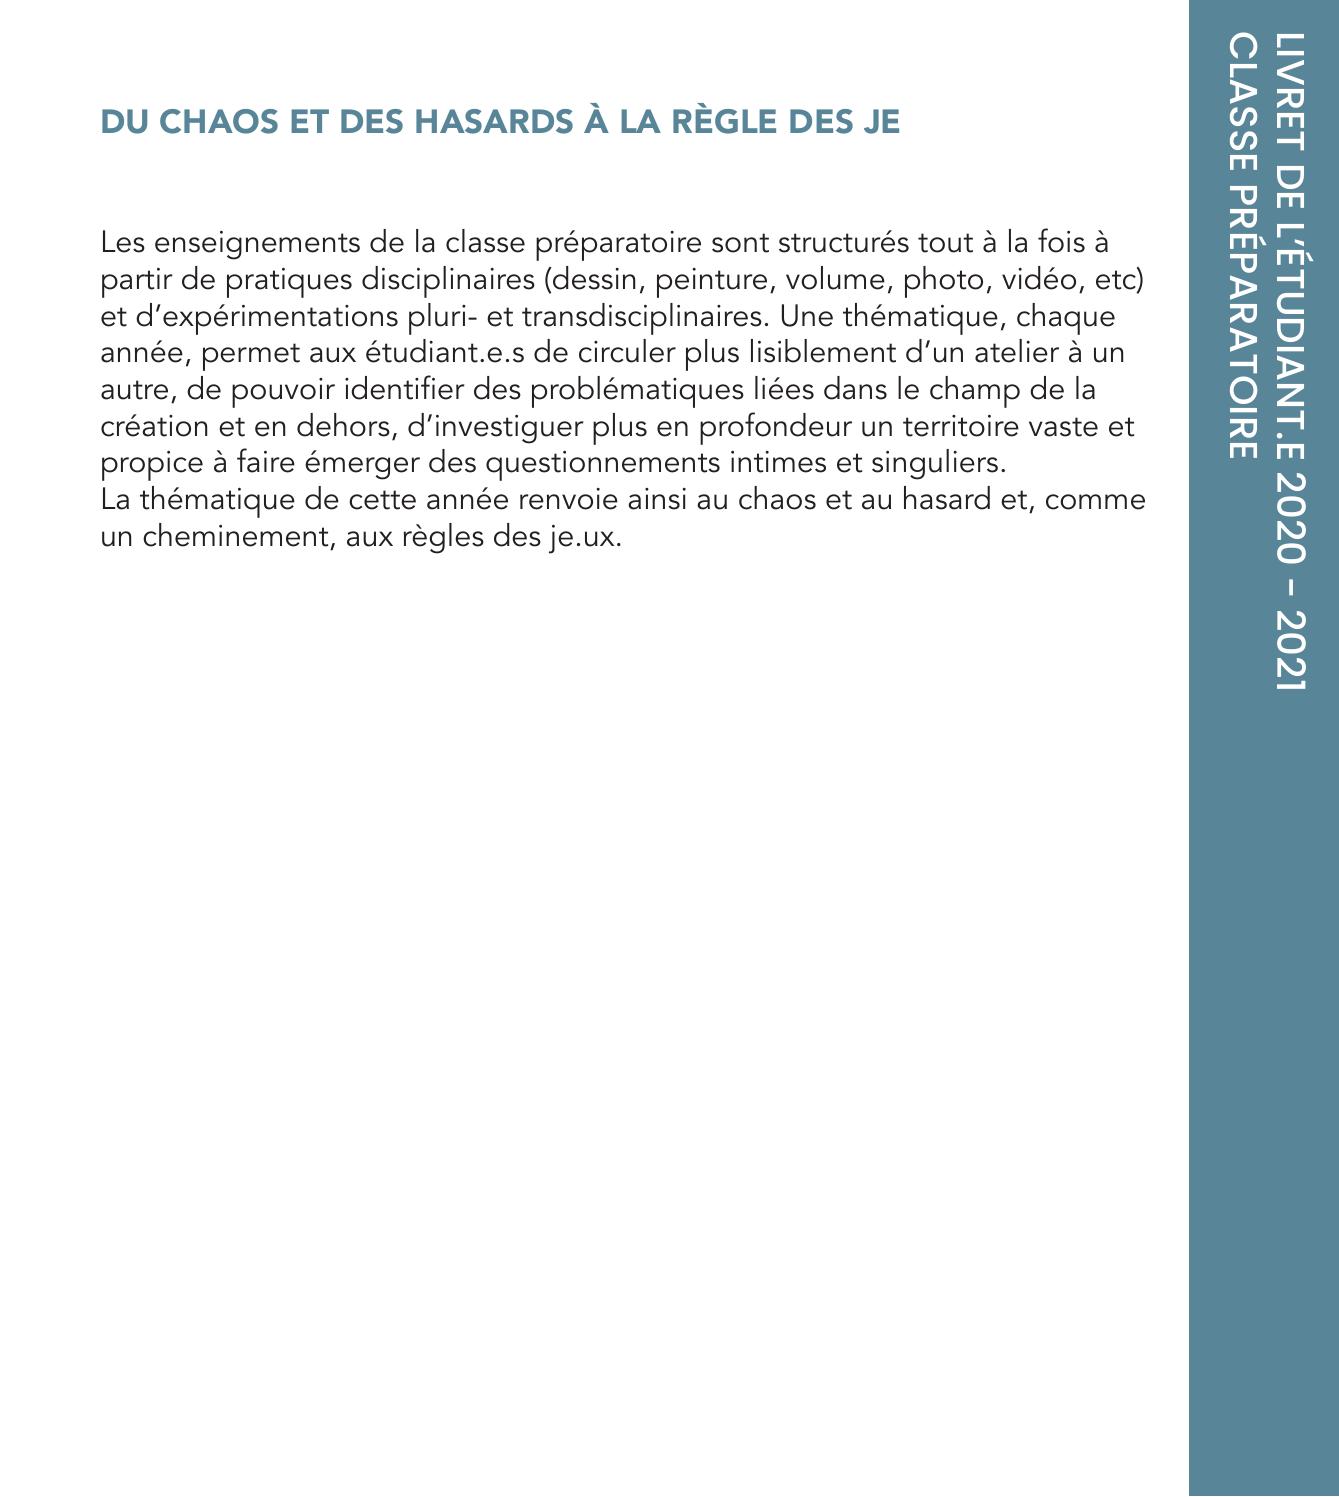 DU CHAOS ET DES HASARDS À LA RÈGLE DES JE
Les enseignements de la classe préparatoire sont structurés tout à la fois à
partir de pratiques disciplinaires (dessin, peinture, volume, photo, vidéo, etc)
et d’expérimentations pluri- et transdisciplinaires. Une thématique, chaque
année, permet aux étudiant.e.s de circuler plus lisiblement d’un atelier à un
autre, de pouvoir identifier des problématiques liées dans le champ de la
création et en dehors, d’investiguer plus en profondeur un territoire vaste et
propice à faire émerger des questionnements intimes et singuliers.
La thématique de cette année renvoie ainsi au chaos et au hasard et, comme
un cheminement, aux règles des je.ux.
LIVRET DE L’ÉTUDIANT.E 2020 – 2021
CLASSE PRÉPARATOIRE